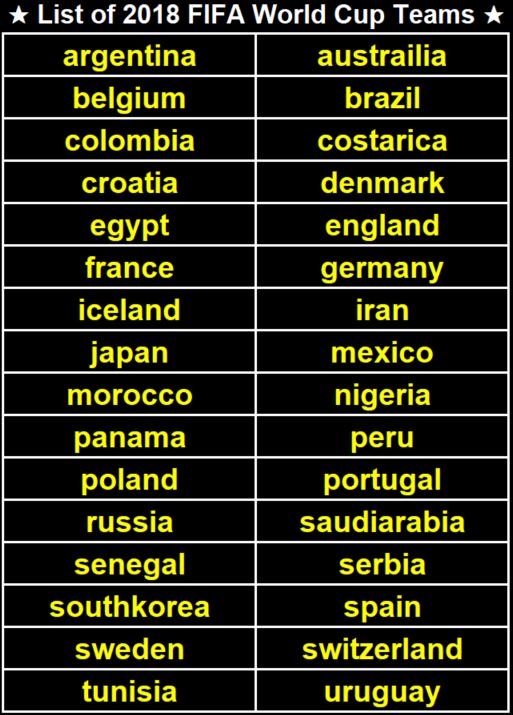 ★ List of 2018 FIFA World Cup Teams ★
argentina austrailia
belgium brazil
colombia costarica
croatia denmark
egypt england
france germany
iceland iran
japan mexico
morocco nigeria
panama peru
poland portugal
russia saudiarabia
senegal serbia
southkorea spain
sweden switzerland
tunisia uruguay